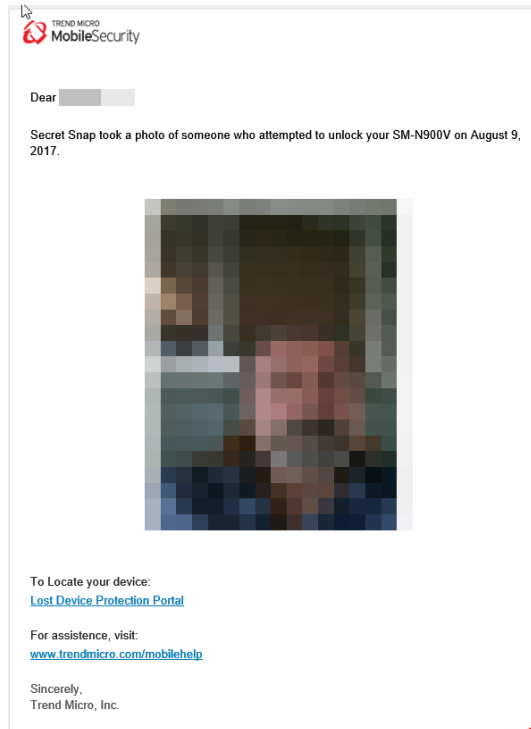 TREND MICRO
MobileSecurity
Dear
Secret Snap took a photo of someone who attempted to unlock your SM-N900V on August 9,
2017.
To Locate your device:
Lost Device Protection Portal
For assistence, visit:
www.trendmicro.com/mobilehelp
Sincerely,
Trend Micro, Inc.